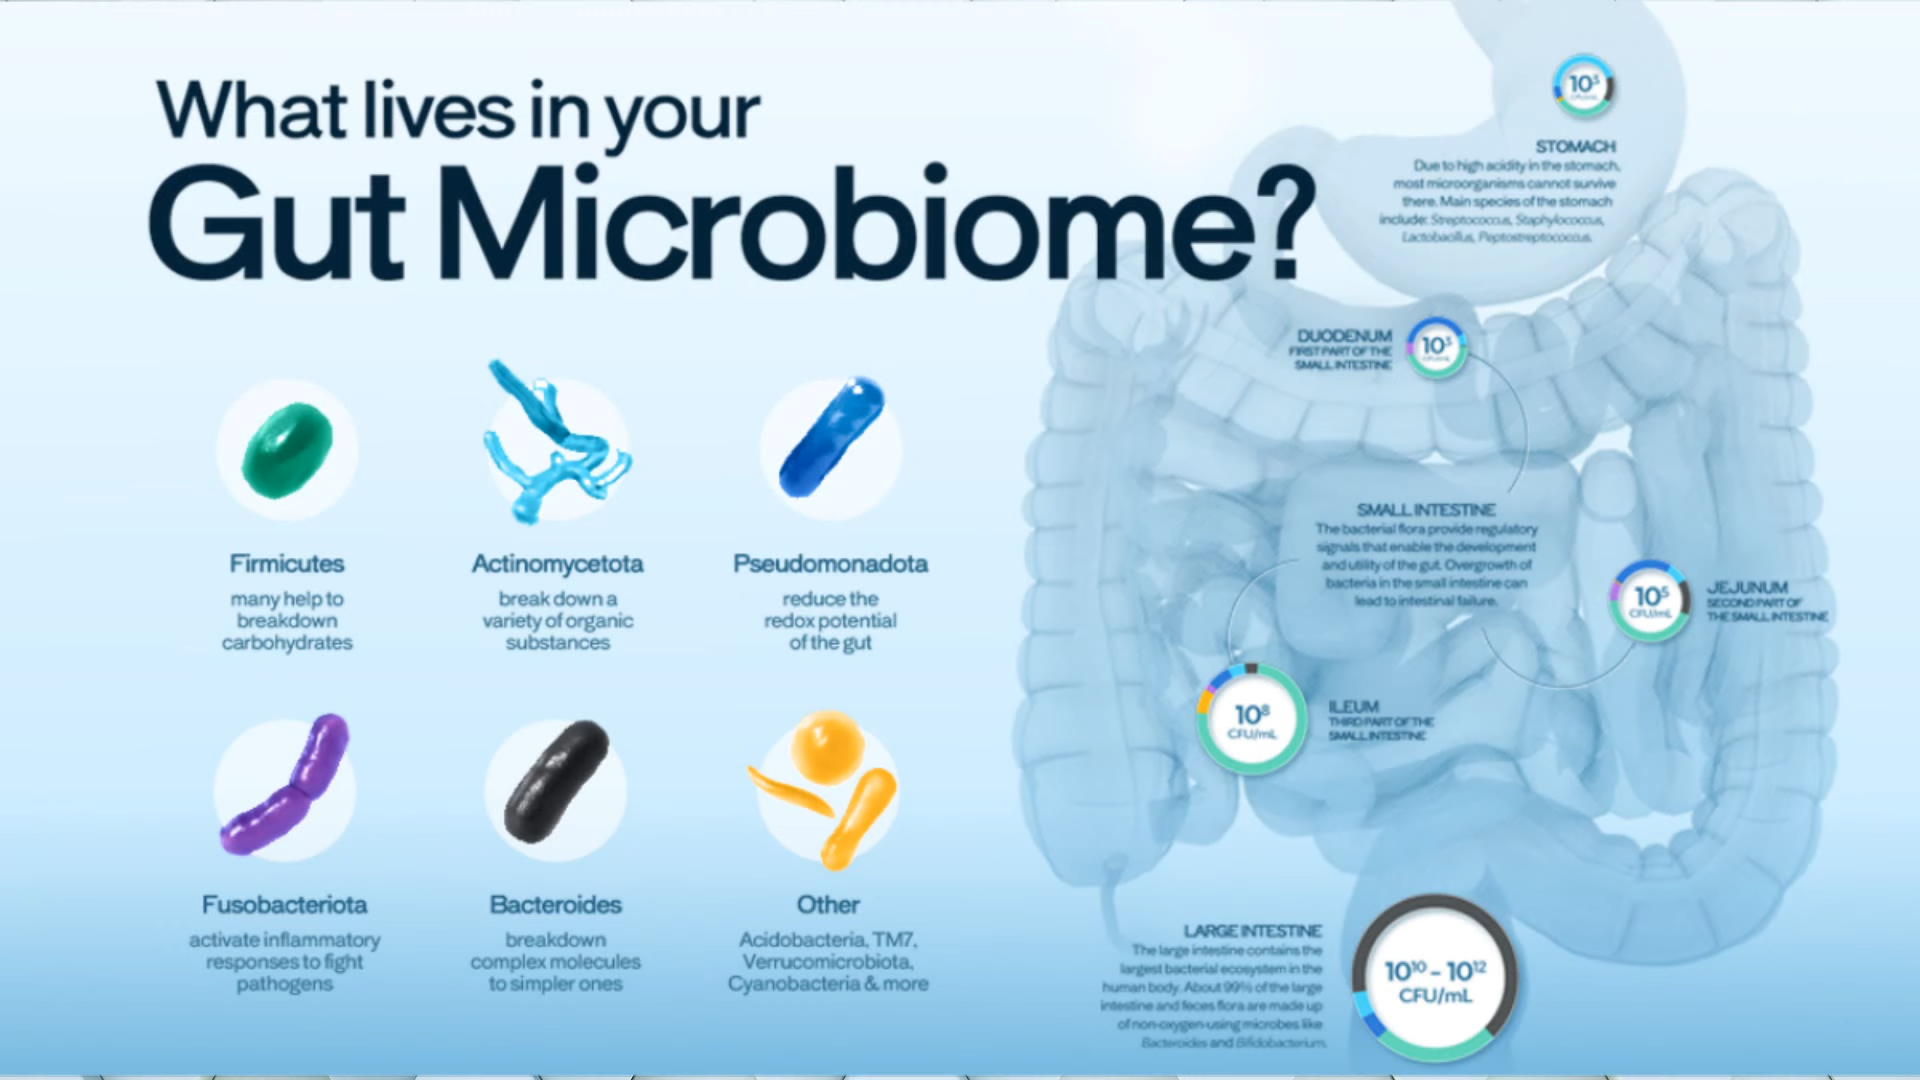 What lives in your
Gut Microbiome?
10³
STOMACH
Due to high acidity in the stomach,
most microorganisms cannot survive
there. Main species of the stomach
include: Streptococcus, Staphylococcus,
Lactobacillus, Peptostreptococcus.
DUODENUM
FIRST PART OF THE
SMALL INTESTINE
Firmicutes
many help to
breakdown
carbohydrates
Actinomycetota
break down a
variety of organic
substances
Pseudomonadota
reduce the
redox potential
of the gut
SMALL INTESTINE
The bacterial flora provide regulatory
signals that enable the development
and utility of the gut. Overgrowth of
bacteria in the small intestine can
lead to intestinal failure.
10⁵
CFU/mL
JEJUNUM
SECOND PART OF
THE SMALL INTESTINE
10⁸
CFU/mL
ILEUM
THIRD PART OF THE
SMALL INTESTINE
Fusobacteriota
activate inflammatory
responses to fight
pathogens
Bacteroides
breakdown
complex molecules
to simpler ones
Other
Acidobacteria, TM7,
Verrucomicrobiota,
Cyanobacteria & more
LARGE INTESTINE
The large intestine contains the
largest bacterial ecosystem in the
human body. About 99% of the large
intestine and feces flora are made up
of non-oxygen-using microbes like
Bacteroides and Bifidobacterium.
10¹⁰ - 10¹²
CFU/mL